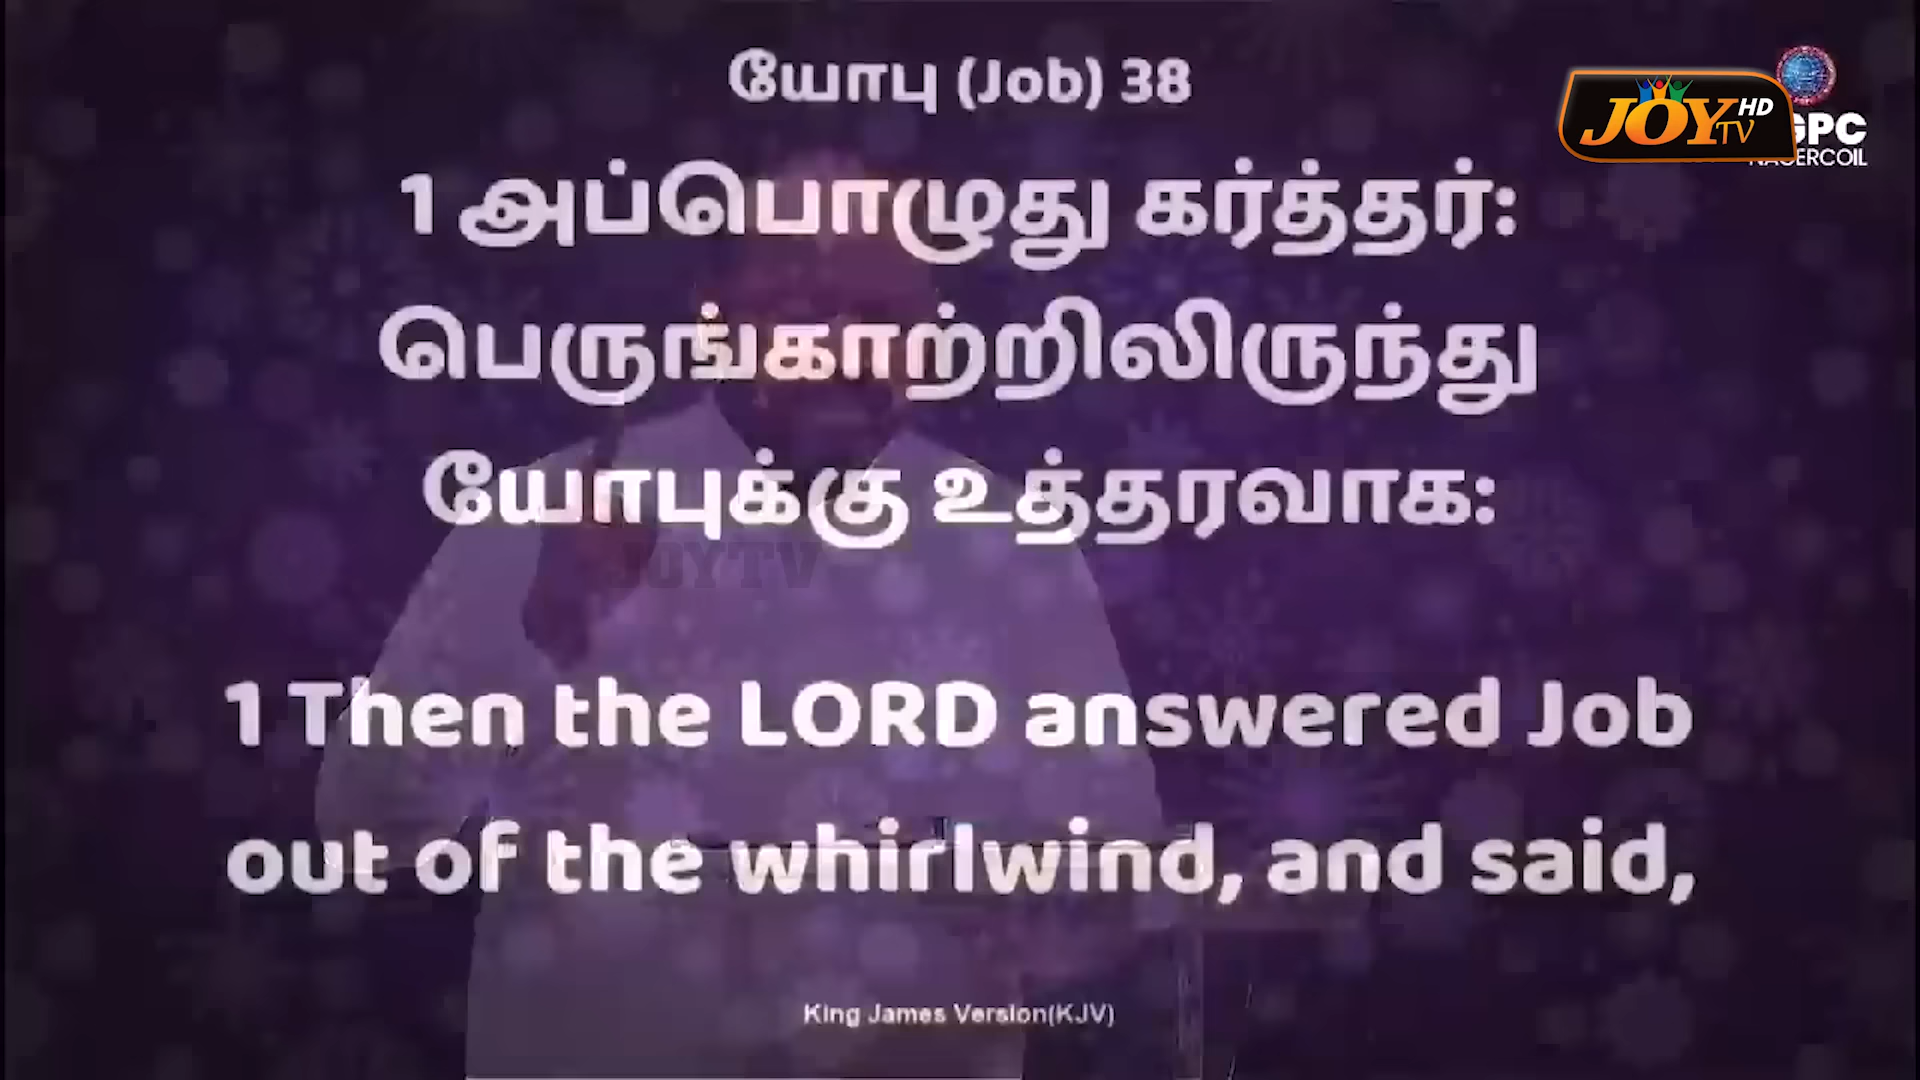 யோபு (Job) 38
JOY TV HD
GPC
NAGERCOIL
1 அப்பொழுது கர்த்தர்:
பெருங்காற்றிலிருந்து
யோபுக்கு உத்தரவாக:
JOYTV
1 Then the LORD answered Job
out of the whirlwind, and said,
King James Version(KJV)